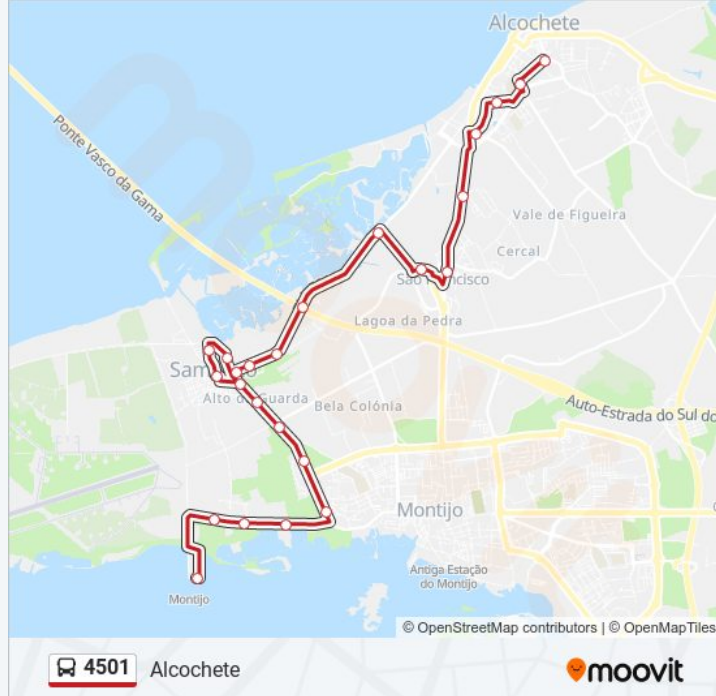 Alcochete
Ponte Vasco da Gama
Vale de Figueira
Cercal
São Francisco
Lagoa da Pedra
Alto da Guarda
Bela Colónia
Auto-Estrada do Sul do
Montijo
Antiga Estação
do Montijo
Montijo
© OpenStreetMap contributors | © OpenMapTiles
4501 Alcochete
moovit